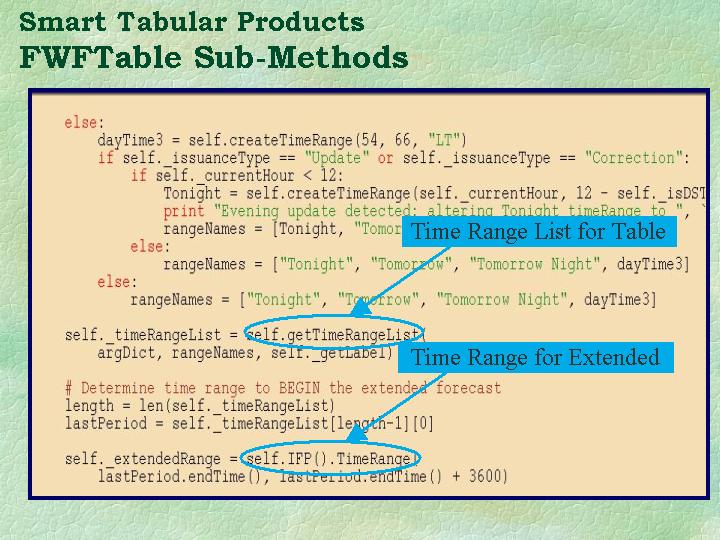 Smart Tabular Products
FWFTable Sub-Methods
else:
dayTime3 = self.createTimeRange(54, 66, "LT")
if self._issuanceType == "Update" or self._issuanceType == "Correction":
if self._currentHour < 12:
Tonight = self.createTimeRange(self._currentHour, 12 - self._isDST
print "Evening update detected; altering Tonight timeRange to ", `
rangeNames = [Tonight, "Tomor
Time Range List for Table
else:
rangeNames = ["Tonight", "Tomorrow", "Tomorrow Night", dayTime3]
else:
rangeNames = ["Tonight", "Tomorrow", "Tomorrow Night", dayTime3]
self._timeRangeList = self.getTimeRangeList(
argDict, rangeNames, self._getLabel)
Time Range for Extended
# Determine time range to BEGIN the extended forecast
length = len(self._timeRangeList)
lastPeriod = self._timeRangeList[length-1][0]
self._extendedRange = self.IFP().TimeRange(
lastPeriod.endTime(), lastPeriod.endTime() + 3600)